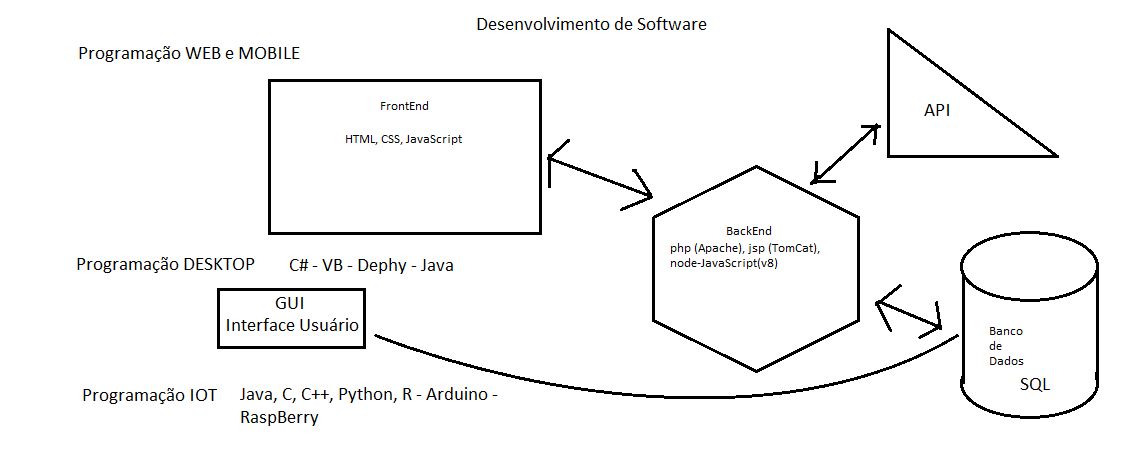 Desenvolvimento de Software
Programação WEB e MOBILE
FrontEnd
HTML, CSS, JavaScript
API
BackEnd
php (Apache), jsp (TomCat),
node-JavaScript(v8)
Programação DESKTOP
C# - VB - Dephy - Java
GUI
Interface Usuário
Banco
de
Dados
SQL
Programação IOT
Java, C, C++, Python, R - Arduino -
RaspBerry